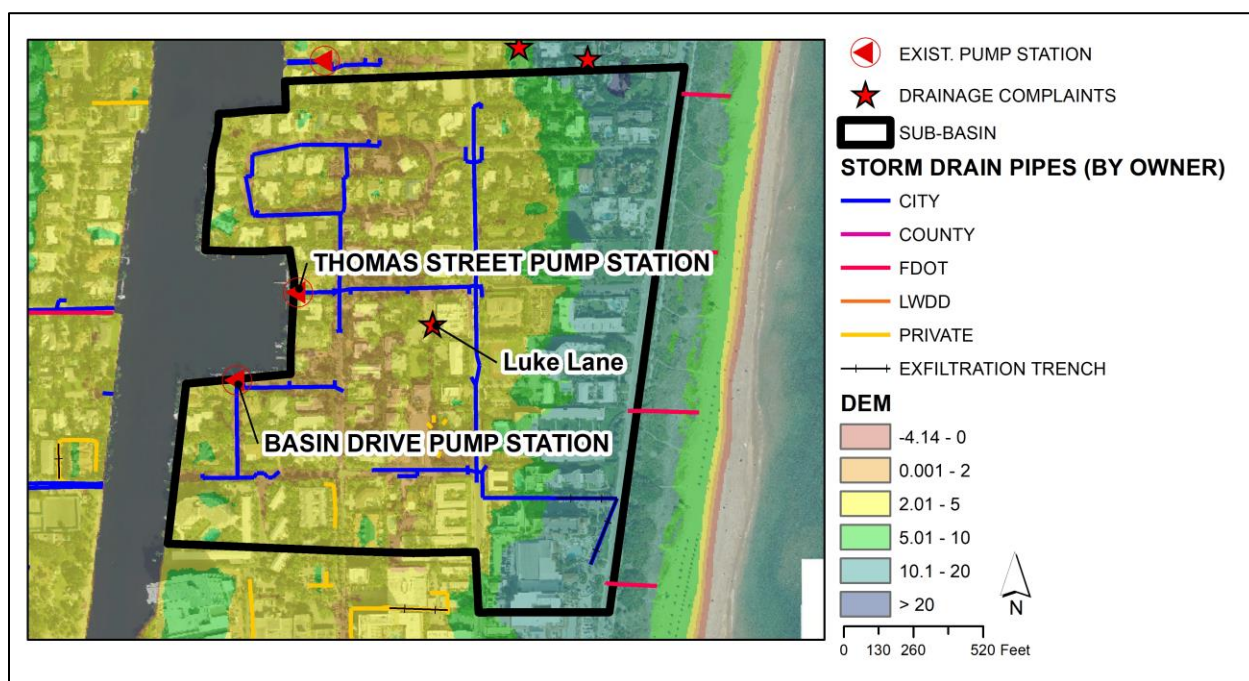 THOMAS STREET PUMP STATION
Luke Lane
BASIN DRIVE PUMP STATION
EXIST. PUMP STATION
DRAINAGE COMPLAINTS
SUB-BASIN
STORM DRAIN PIPES (BY OWNER)
CITY
COUNTY
FDOT
LWDD
PRIVATE
EXFILTRATION TRENCH
DEM
-4.14 - 0
0.001 - 2
2.01 - 5
5.01 - 10
10.1 - 20
> 20
N
0 130 260 520 Feet